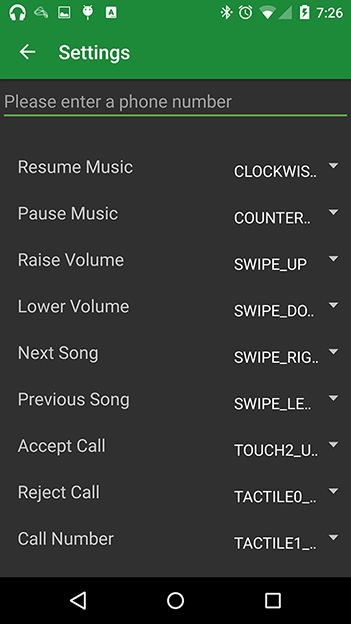 7:26
Settings
Please enter a phone number
Resume Music CLOCKWIS..
Pause Music COUNTER..
Raise Volume SWIPE_UP
Lower Volume SWIPE_DO..
Next Song SWIPE_RIG..
Previous Song SWIPE_LE..
Accept Call TOUCH2_U..
Reject Call TACTILE0_..
Call Number TACTILE1_..